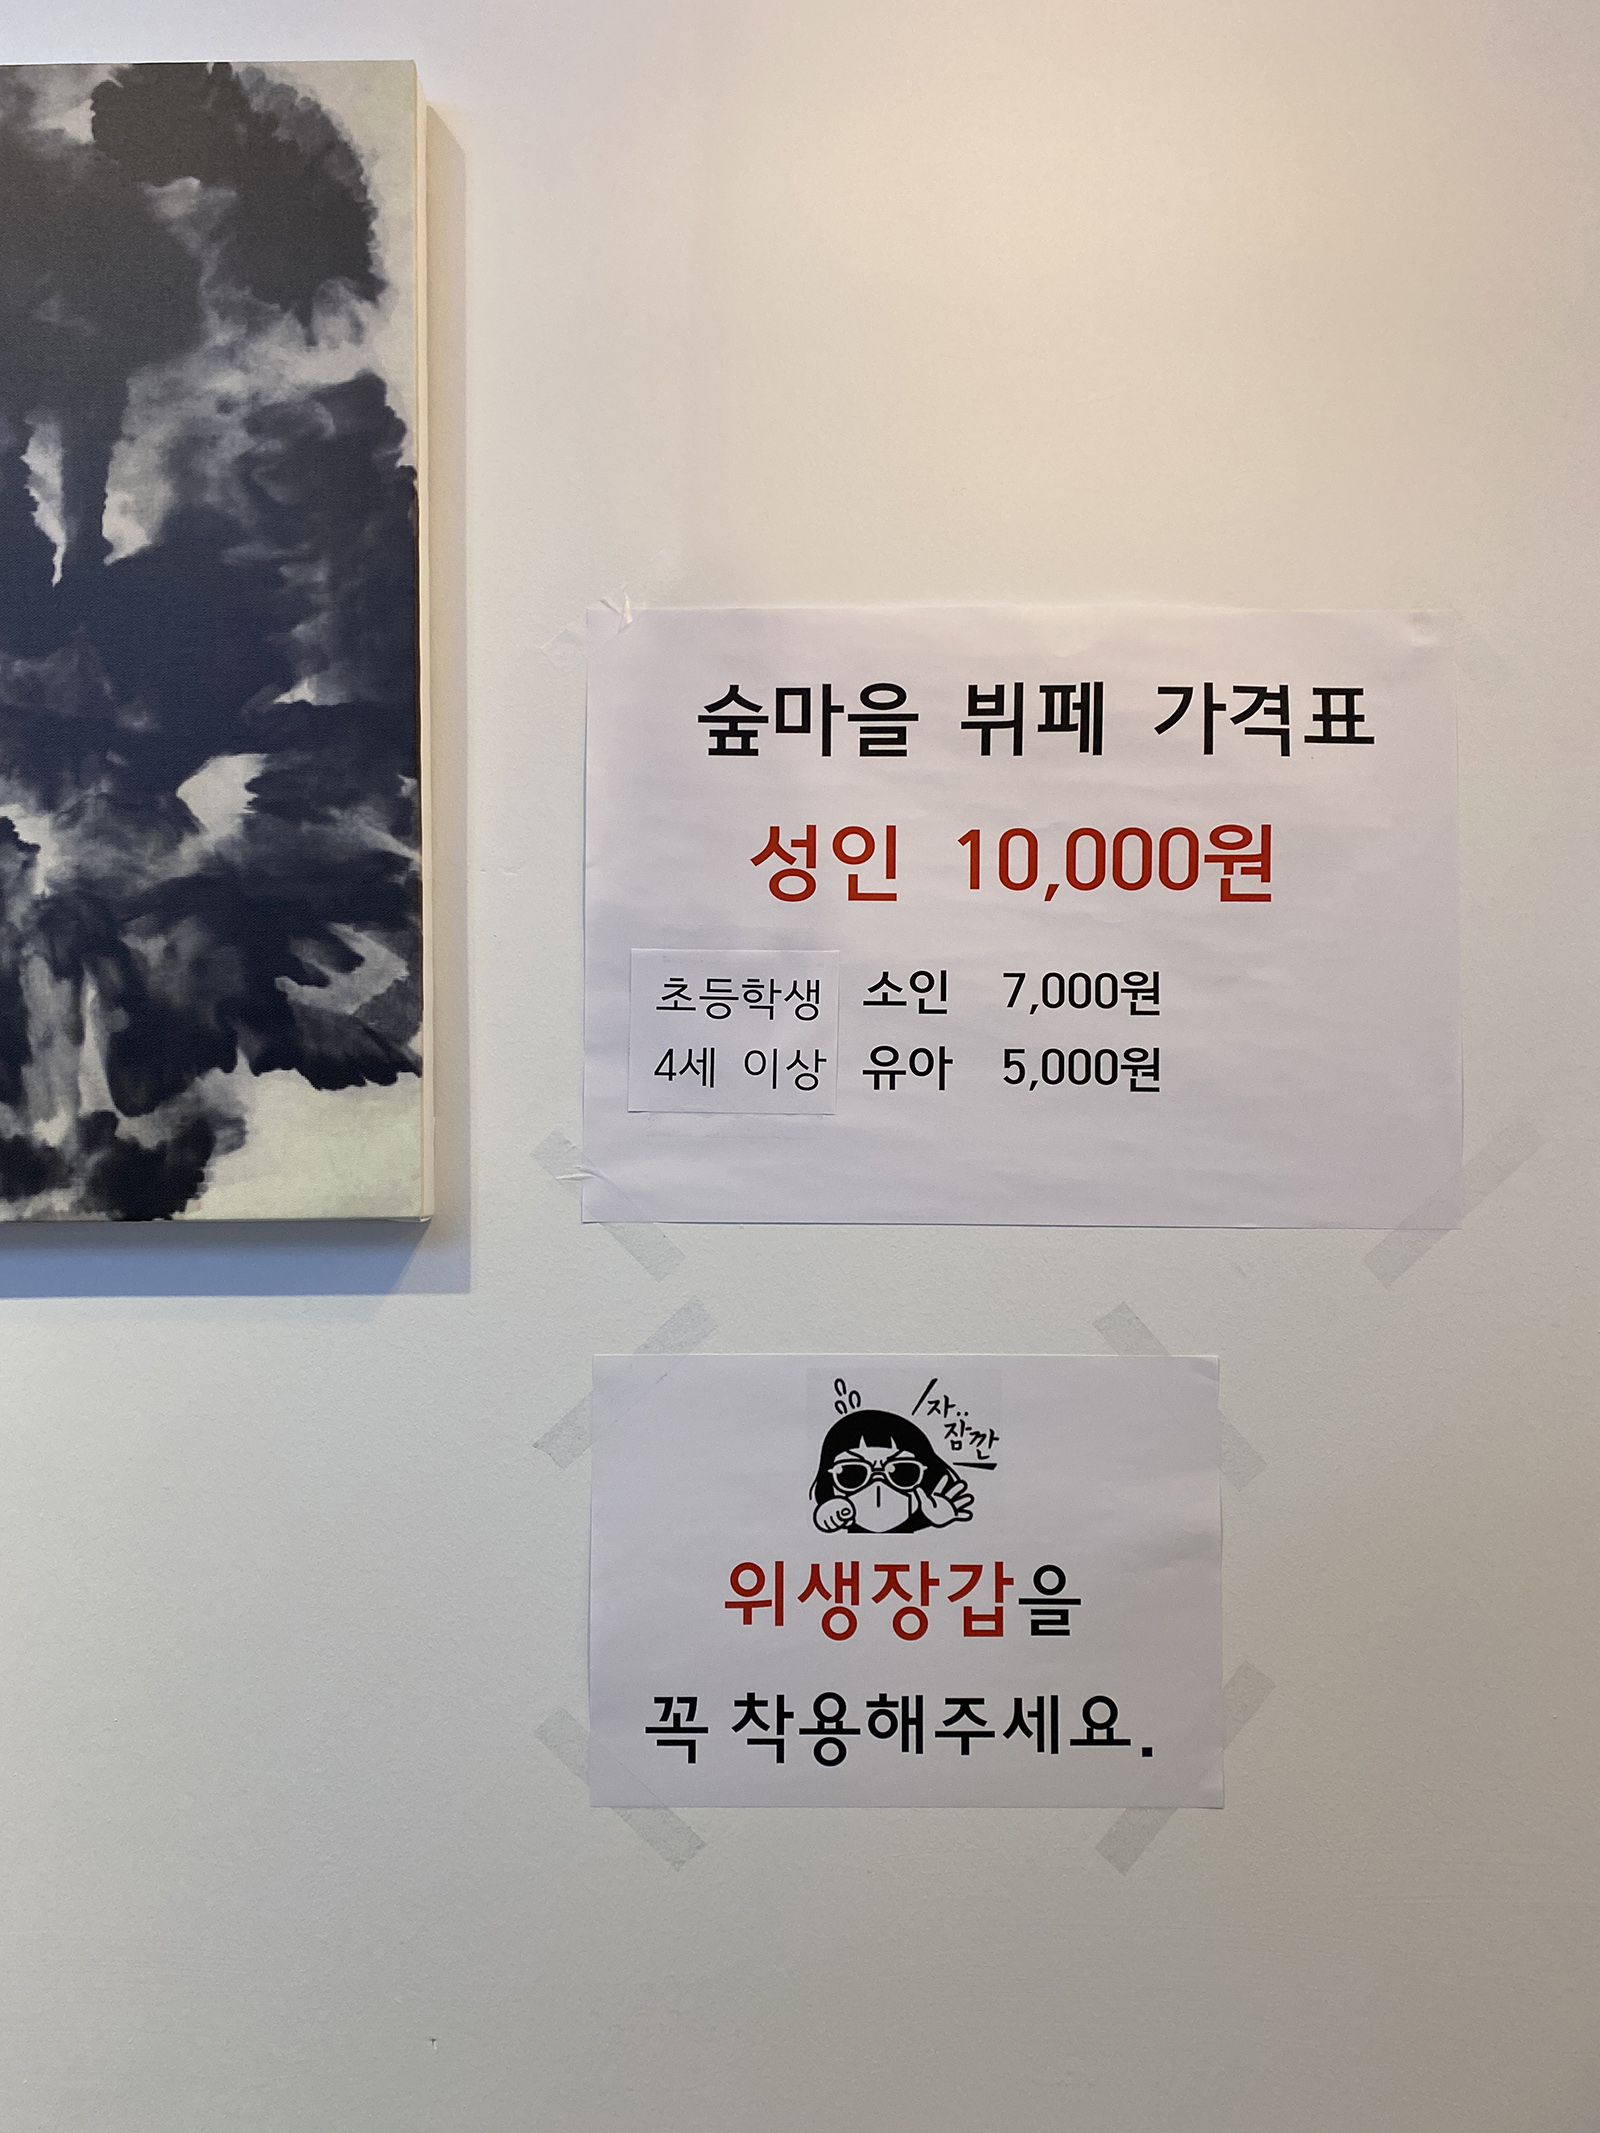 숲마을 뷔페 가격표
성인 10,000원
초등학생 소인 7,000원
4세 이상 유아 5,000원
자..
잠깐
위생장갑을
꼭 착용해주세요.